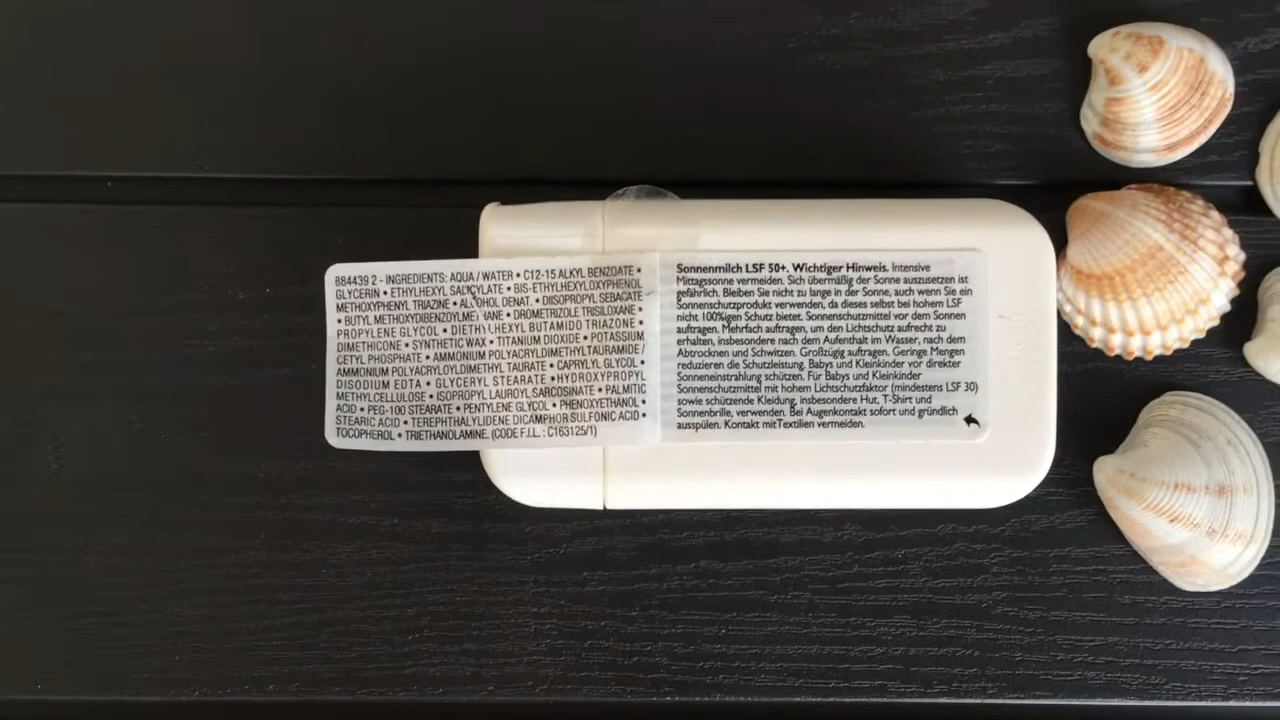 884439 2 - INGREDIENTS: AQUA / WATER • C12-15 ALKYL BENZOATE •
GLYCERIN • ETHYLHEXYL SALICYLATE • BIS-ETHYLHEXYLOXYPHENOL
METHOXYPHENYL TRIAZINE • ALCOHOL DENAT. • DIISOPROPYL SEBACATE
• BUTYL METHOXYDIBENZOYLMETHANE • DROMETRIZOLE TRISILOXANE •
PROPYLENE GLYCOL • DIETHYLHEXYL BUTAMIDO TRIAZONE •
DIMETHICONE • SYNTHETIC WAX • TITANIUM DIOXIDE • POTASSIUM
CETYL PHOSPHATE • AMMONIUM POLYACRYLDIMETHYLTAURAMIDE /
AMMONIUM POLYACRYLOYLDIMETHYL TAURATE • CAPRYLYL GLYCOL •
DISODIUM EDTA • GLYCERYL STEARATE • HYDROXYPROPYL
METHYLCELLULOSE • ISOPROPYL LAUROYL SARCOSINATE • PALMITIC
ACID • PEG-100 STEARATE • PENTYLENE GLYCOL • PHENOXYETHANOL •
STEARIC ACID • TEREPHTHALYLIDENE DICAMPHOR SULFONIC ACID •
TOCOPHEROL • TRIETHANOLAMINE. (CODE F.I.L. : C163125/1)
Sonnenmilch LSF 50+. Wichtiger Hinweis. Intensive
Mittagssonne vermeiden. Sich übermäßig der Sonne auszusetzen ist
gefährlich. Bleiben Sie nicht zu lange in der Sonne, auch wenn Sie ein
Sonnenschutzprodukt verwenden, da dieses selbst bei hohem LSF
nicht 100%igen Schutz bietet. Sonnenschutzmittel vor dem Sonnen
auftragen. Mehrfach auftragen, um den Lichtschutz aufrecht zu
erhalten, insbesondere nach dem Aufenthalt im Wasser, nach dem
Abtrocknen und Schwitzen. Großzügig auftragen. Geringe Mengen
reduzieren die Schutzleistung. Babys und Kleinkinder vor direkter
Sonneneinstrahlung schützen. Für Babys und Kleinkinder
Sonnenschutzmittel mit hohem Lichtschutzfaktor (mindestens LSF 30)
sowie schützende Kleidung, insbesondere Hut, T-Shirt und
Sonnenbrille, verwenden. Bei Augenkontakt sofort und gründlich
ausspülen. Kontakt mit Textilien vermeiden.